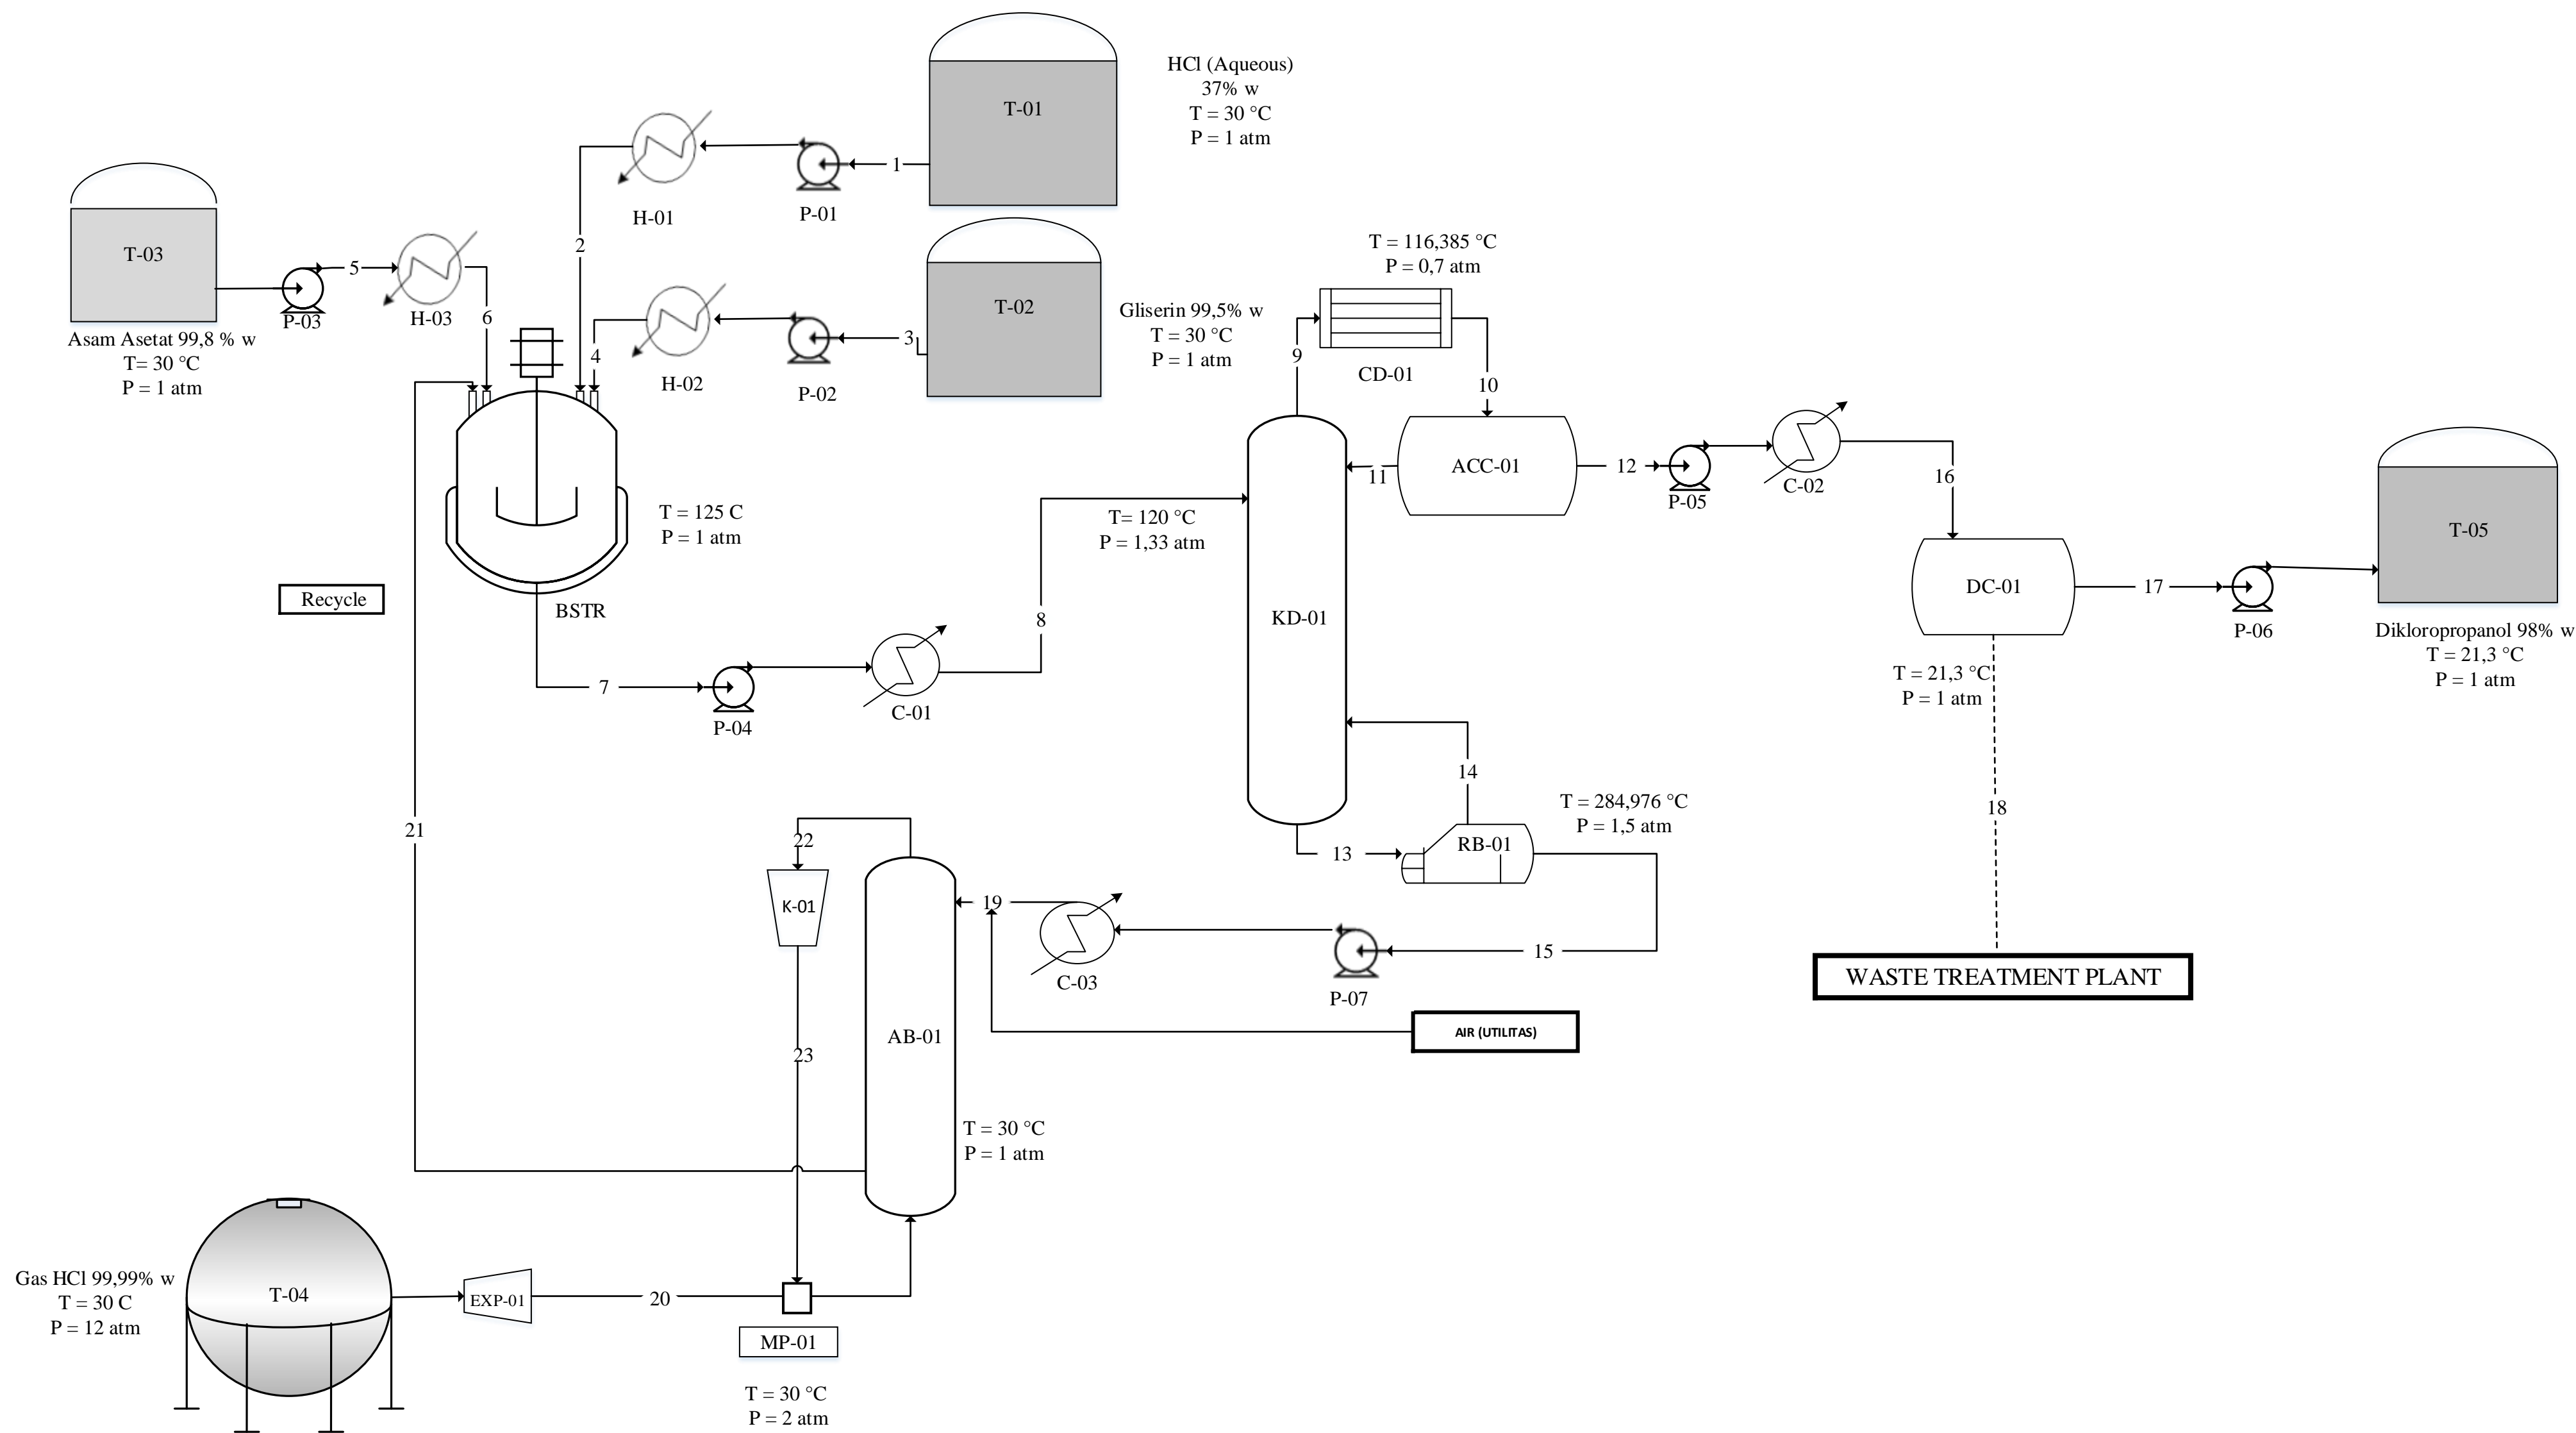 T-01
HCl (Aqueous)
37% w
T = 30 °C
P = 1 atm
1
P-01
H-01
2
T-02
Gliserin 99,5% w
T = 30 °C
P = 1 atm
3
P-02
H-02
4
T-03
Asam Asetat 99,8 % w
T= 30 °C
P = 1 atm
P-03
5
H-03
6
T = 125 C
P = 1 atm
BSTR
Recycle
7
P-04
C-01
8
T= 120 °C
P = 1,33 atm
KD-01
9
T = 116,385 °C
P = 0,7 atm
CD-01
10
ACC-01
11
12
P-05
C-02
16
DC-01
T = 21,3 °C
P = 1 atm
17
P-06
T-05
Dikloropropanol 98% w
T = 21,3 °C
P = 1 atm
18
WASTE TREATMENT PLANT
13
14
RB-01
T = 284,976 °C
P = 1,5 atm
15
P-07
C-03
19
AIR (UTILITAS)
AB-01
T = 30 °C
P = 1 atm
21
22
K-01
23
T-04
Gas HCl 99,99% w
T = 30 C
P = 12 atm
EXP-01
20
MP-01
T = 30 °C
P = 2 atm